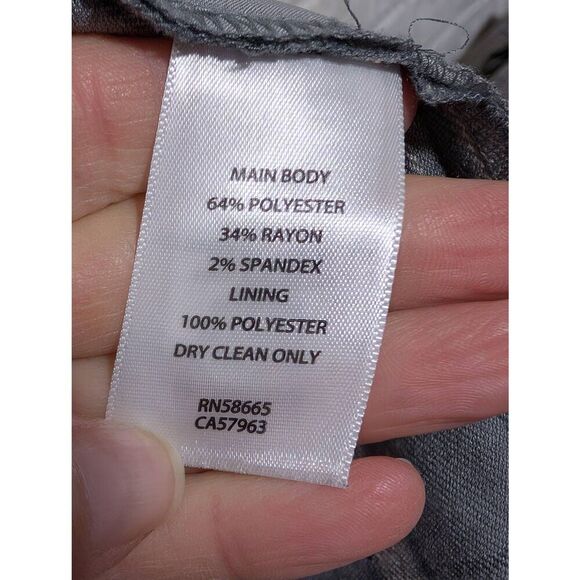 MAIN BODY
64% POLYESTER
34% RAYON
2% SPANDEX
LINING
100% POLYESTER
DRY CLEAN ONLY
RN58665
CA57963